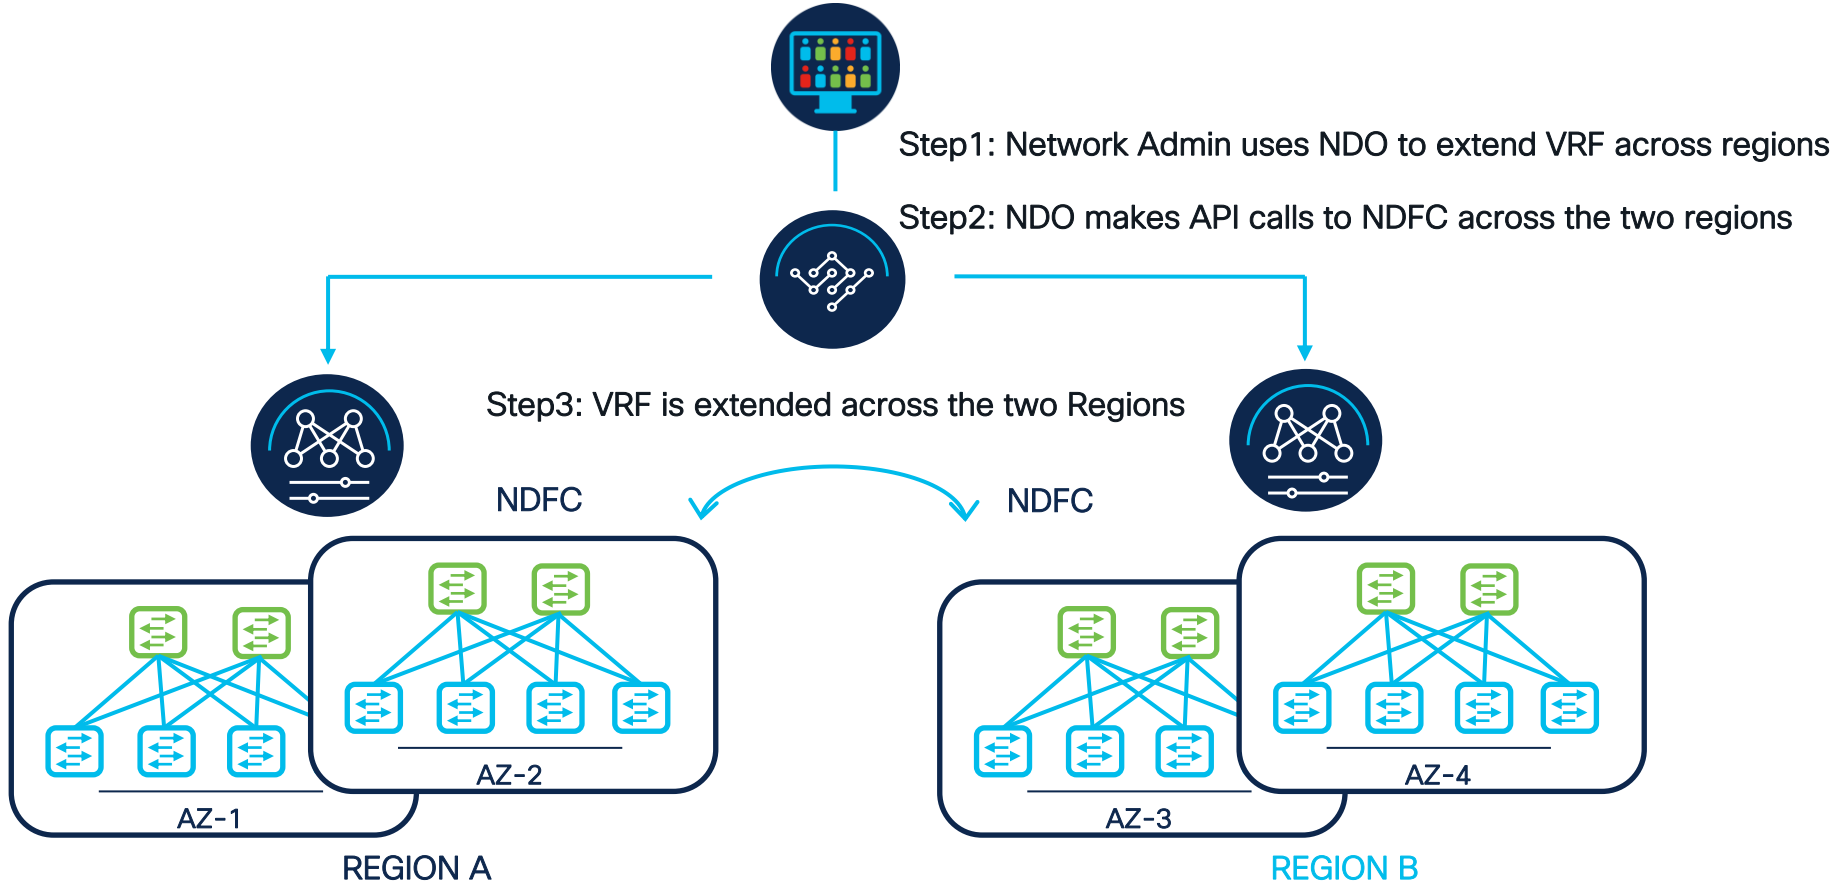 Step1: Network Admin uses NDO to extend VRF across regions
Step2: NDO makes API calls to NDFC across the two regions
Step3: VRF is extended across the two Regions
NDFC
NDFC
AZ-2
AZ-4
AZ-1
AZ-3
REGION A
REGION B